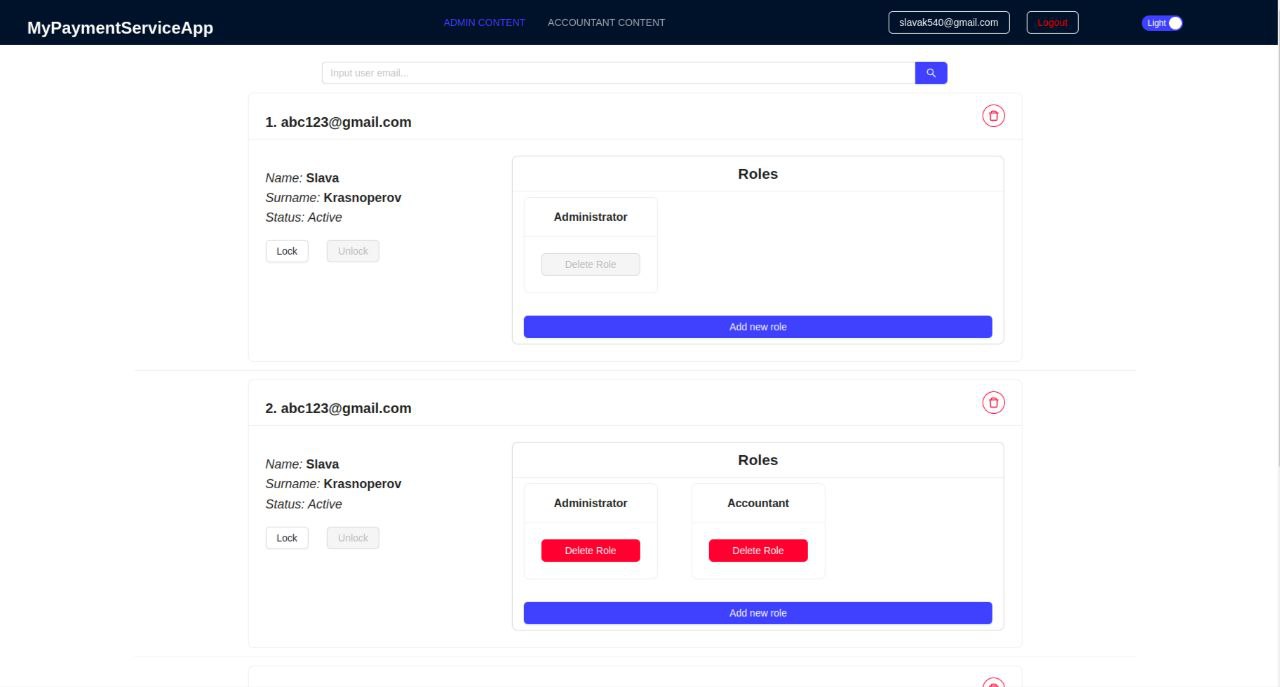 MyPaymentServiceApp
ADMIN CONTENT ACCOUNTANT CONTENT
slavak540@gmail.com Logout Light
Input user email...
1. abc123@gmail.com
Name: Slava
Surname: Krasnoperov
Status: Active
Lock Unlock
Roles
Administrator
Delete Role
Add new role
2. abc123@gmail.com
Name: Slava
Surname: Krasnoperov
Status: Active
Lock Unlock
Roles
Administrator Accountant
Delete Role Delete Role
Add new role